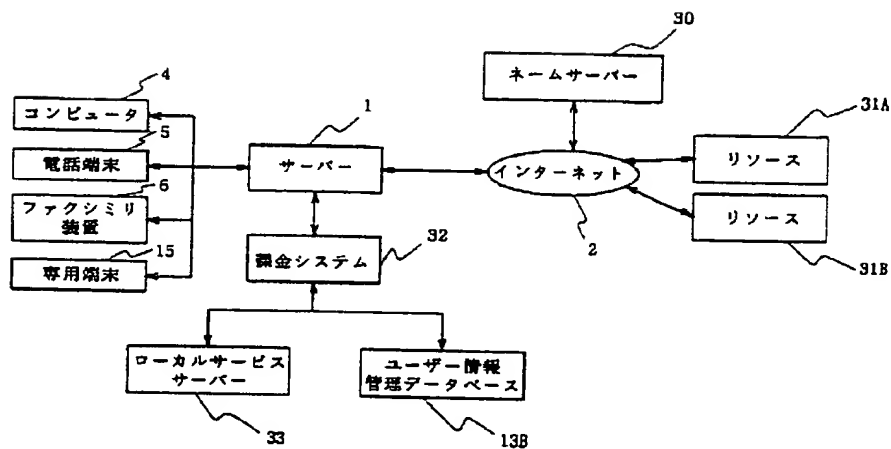 30
ネームサーバー
4
コンピュータ
5
電話端末
6
ファクシミリ
装置
15
専用端末
1
サーバー
インターネット
2
31A
リソース
リソース
31B
課金システム
32
ローカルサービス
サーバー
33
ユーザー情報
管理データベース
13B